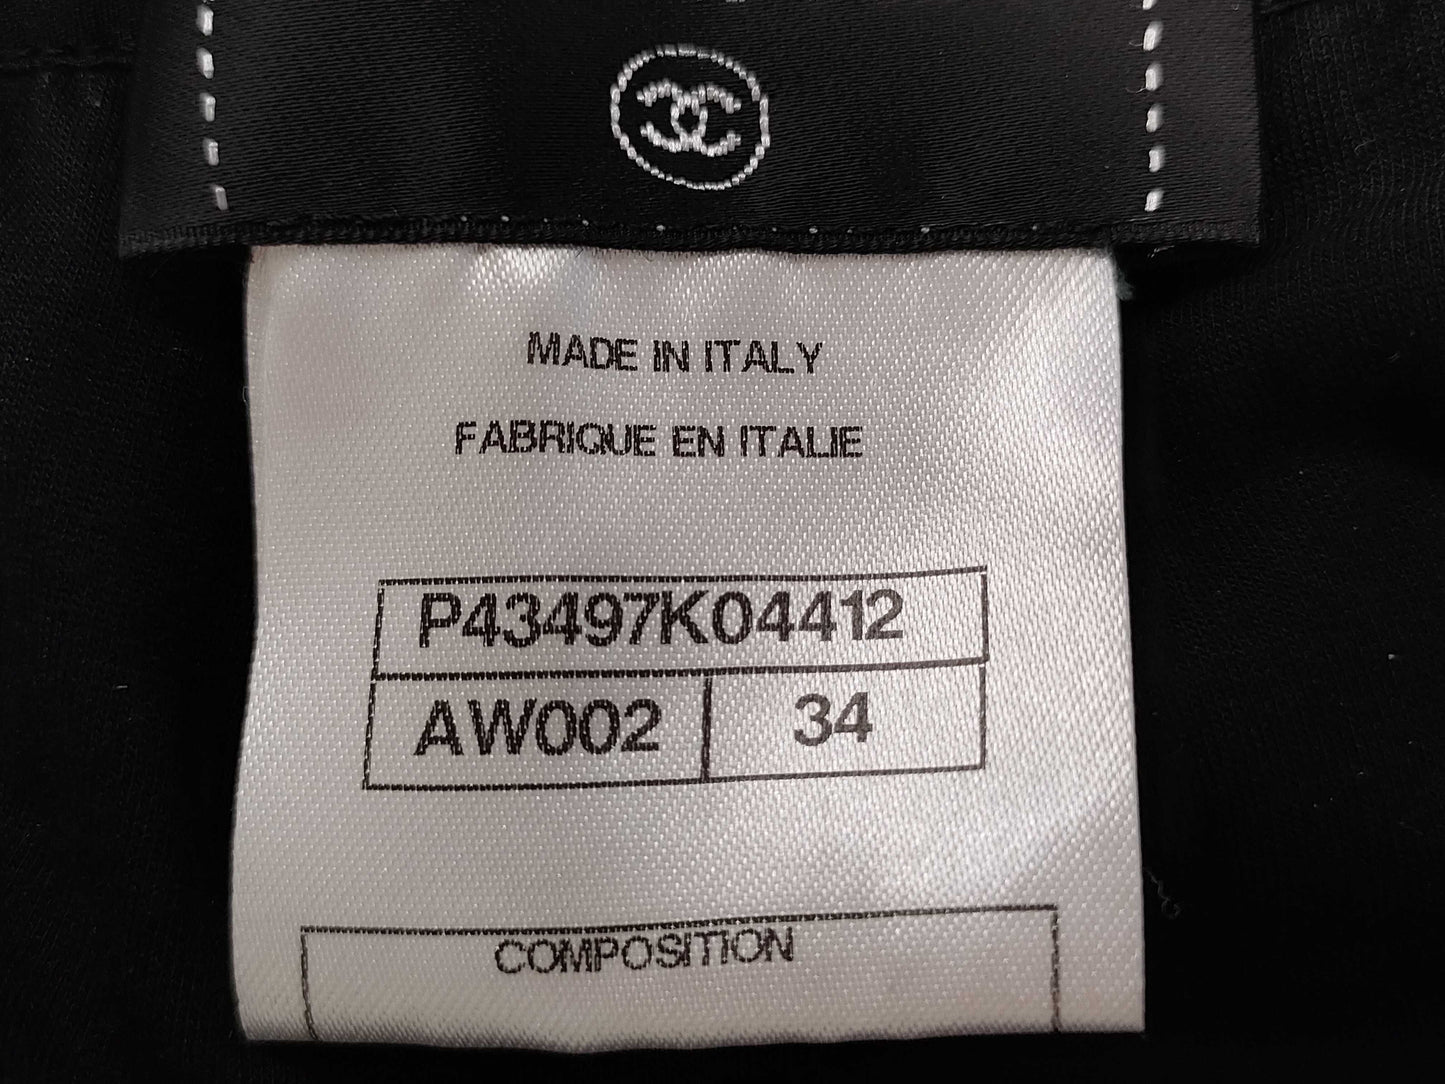 MADE IN ITALY
FABRIQUE EN ITALIE
P43497K04412
AW002 34
COMPOSITION